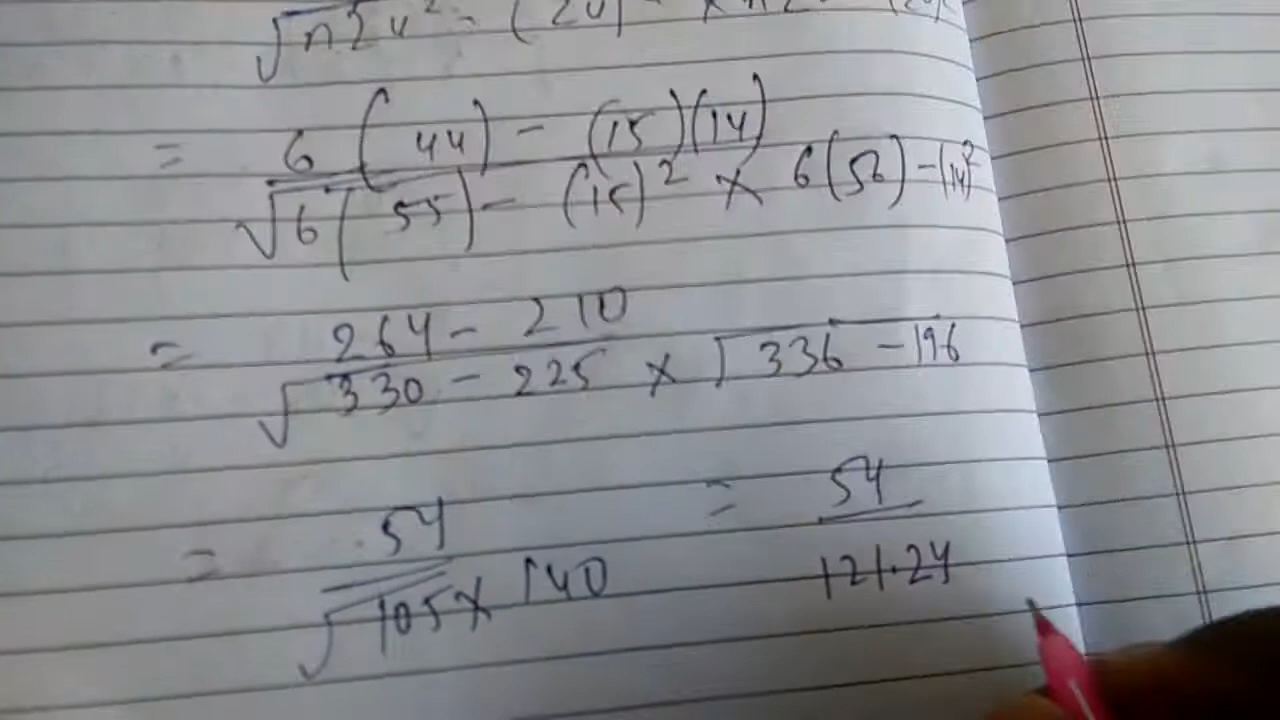 = 6(44) - (15)(14)
√6(55) - (15)² × 6(56) - (14)²
= 264 - 210
√330 - 225 × √336 - 196
= 54 = 54
√105 × 140 121.24